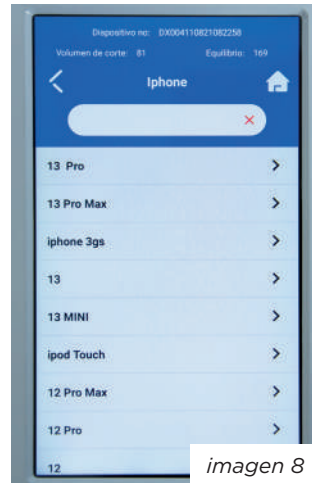 Dispositivo no: DX004110821082258
Volumen de corte: 81 Equilibrio: 169
Iphone
13 Pro
13 Pro Max
iphone 3gs
13
13 MINI
ipod Touch
12 Pro Max
12 Pro
12
imagen 8